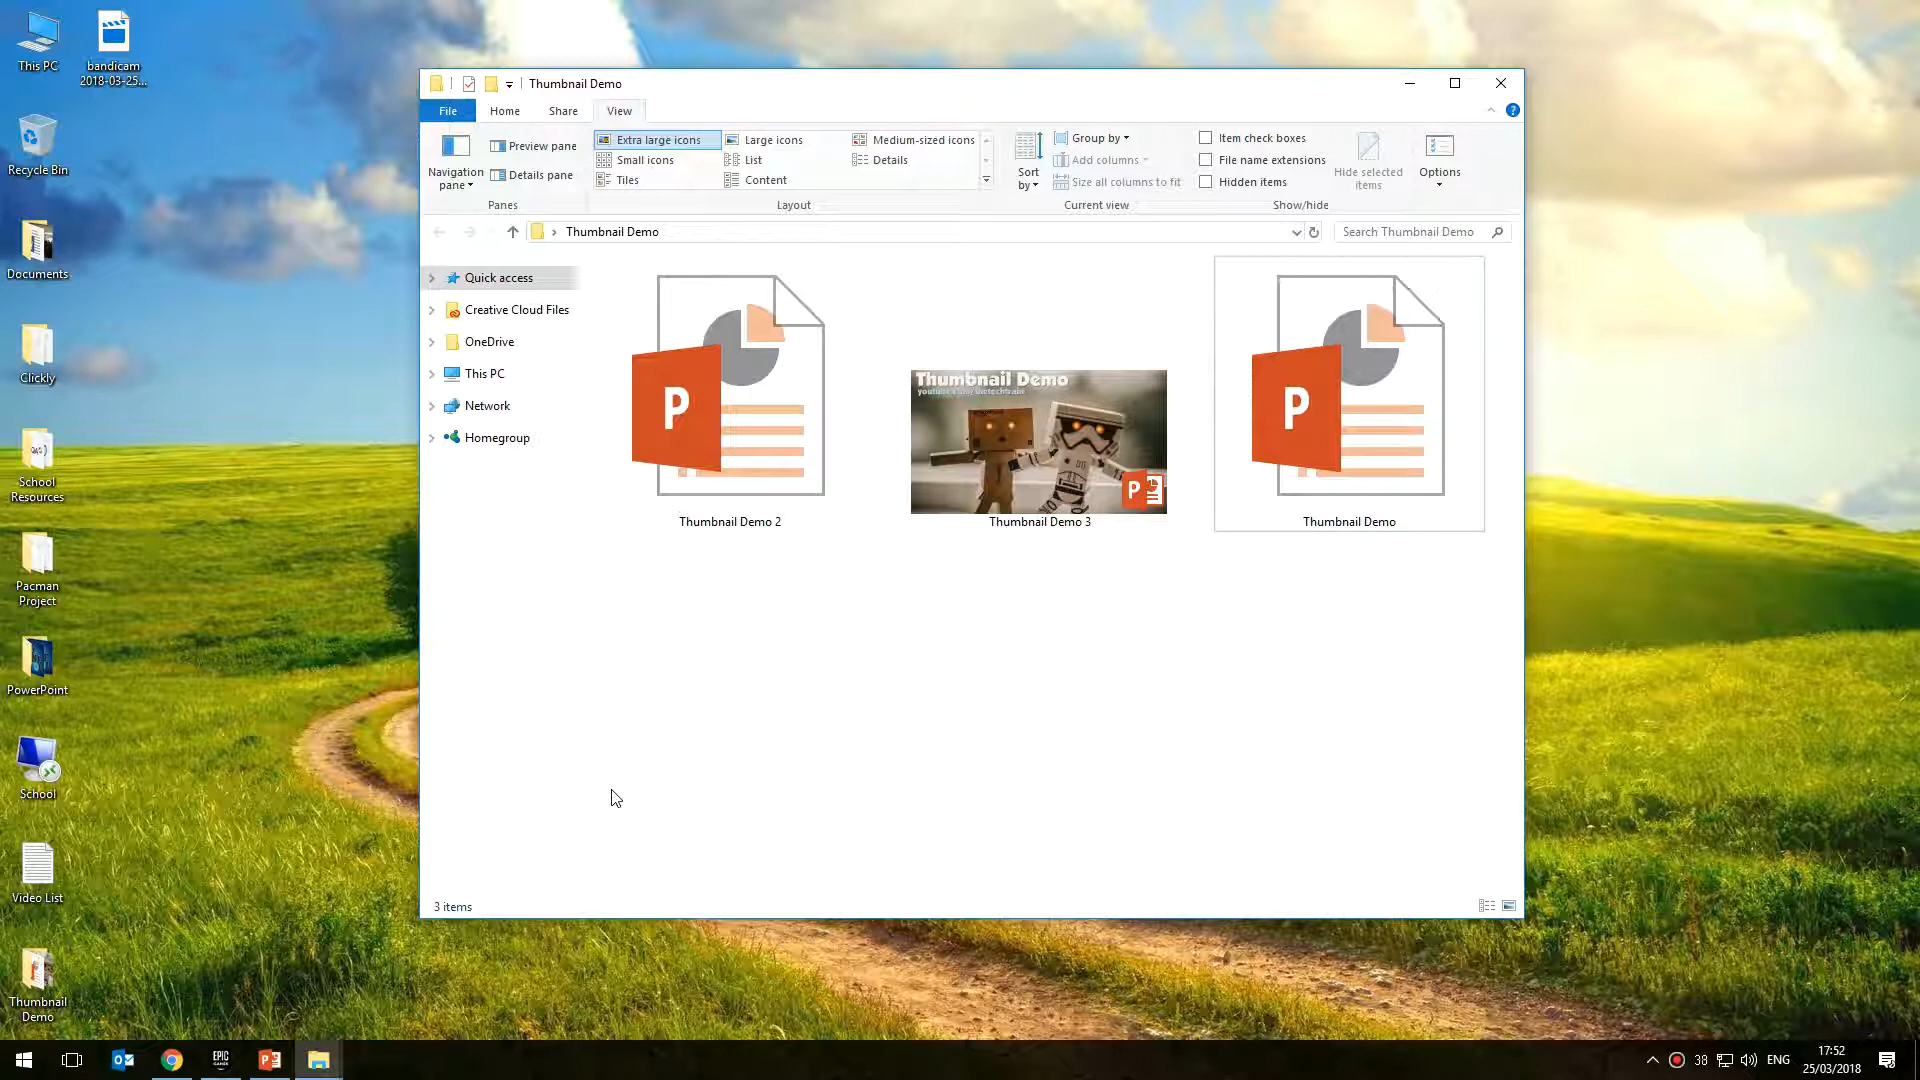 This PC
bandicam
2018-03-25...
Recycle Bin
Documents
Clickly
School
Resources
Pacman
Project
PowerPoint
School
Video List
Thumbnail
Demo
Thumbnail Demo
File
Home
Share
View
Navigation
pane
Preview pane
Details pane
Panes
Extra large icons
Large icons
Medium-sized icons
Small icons
List
Details
Tiles
Content
Layout
Sort
by
Group by
Add columns
Size all columns to fit
Current view
Item check boxes
File name extensions
Hidden items
Hide selected
items
Show/hide
Options
Thumbnail Demo
Search Thumbnail Demo
Quick access
Creative Cloud Files
OneDrive
This PC
Network
Homegroup
P
Thumbnail Demo 2
Thumbnail Demo
P
Thumbnail Demo 3
P
Thumbnail Demo
3 items
EPIC
GAMES
38
ENG
17:52
25/03/2018